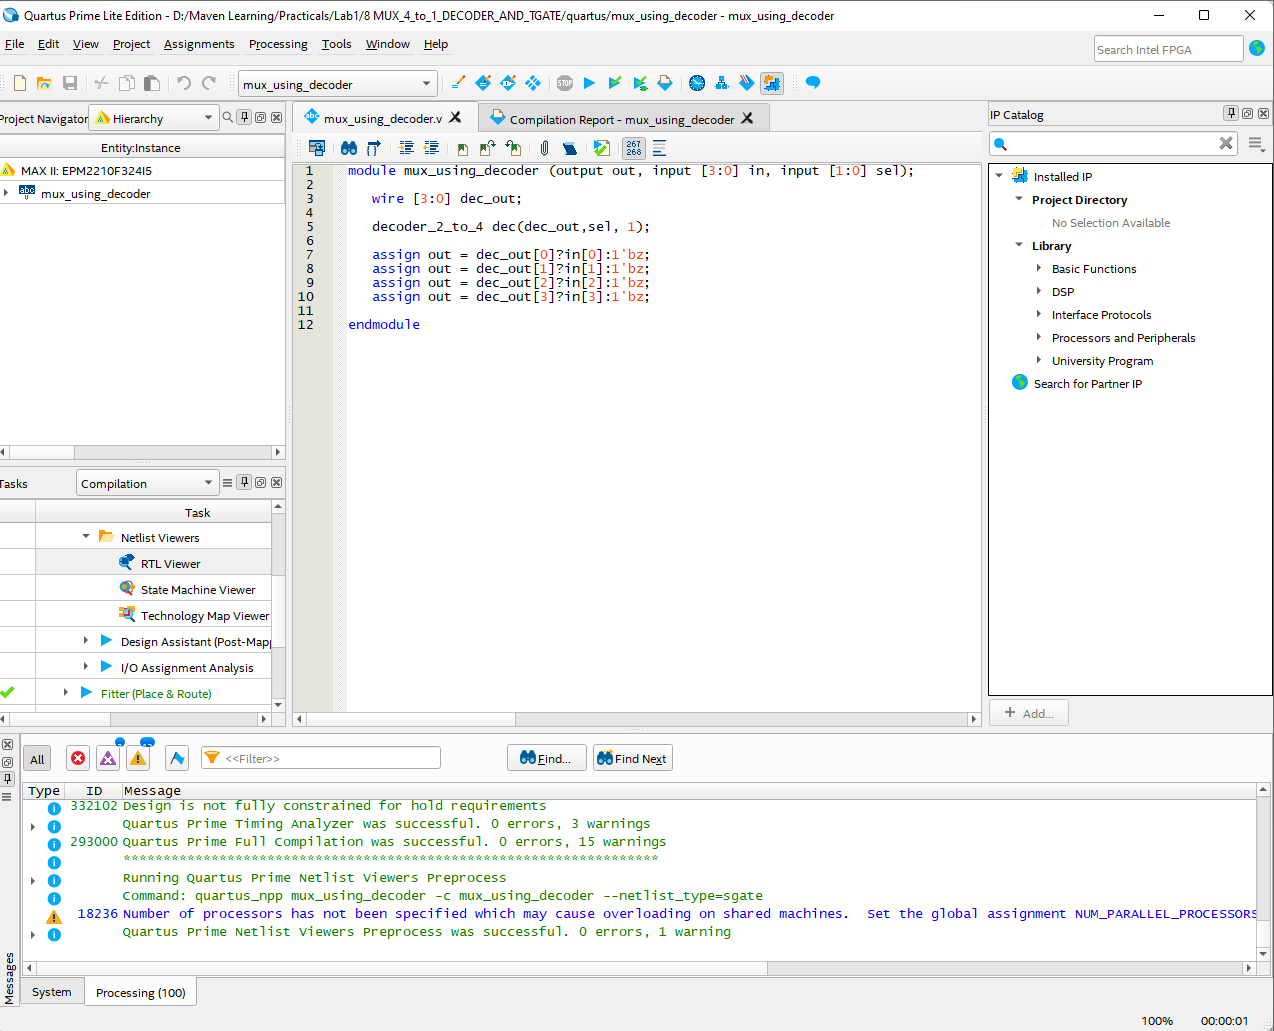 Quartus Prime Lite Edition - D:/Maven Learning/Practicals/Lab1/8 MUX_4_to_1_DECODER_AND_TGATE/quartus/mux_using_decoder - mux_using_decoder
File Edit View Project Assignments Processing Tools Window Help
Search Intel FPGA
mux_using_decoder
STOP
Project Navigator Hierarchy
Entity:Instance
MAX II: EPM2210F324I5
abc mux_using_decoder
Tasks Compilation
Task
Netlist Viewers
RTL Viewer
State Machine Viewer
Technology Map Viewer
Design Assistant (Post-Mapp
I/O Assignment Analysis
Fitter (Place & Route)
abc mux_using_decoder.v
Compilation Report - mux_using_decoder
267
268
1 module mux_using_decoder (output out, input [3:0] in, input [1:0] sel);
2
3 wire [3:0] dec_out;
4
5 decoder_2_to_4 dec(dec_out,sel, 1);
6
7 assign out = dec_out[0]?in[0]:1'bz;
8 assign out = dec_out[1]?in[1]:1'bz;
9 assign out = dec_out[2]?in[2]:1'bz;
10 assign out = dec_out[3]?in[3]:1'bz;
11
12 endmodule
IP Catalog
Installed IP
Project Directory
No Selection Available
Library
Basic Functions
DSP
Interface Protocols
Processors and Peripherals
University Program
Search for Partner IP
+ Add...
All
<<Filter>>
Find...
Find Next
Type ID Message
332102 Design is not fully constrained for hold requirements
Quartus Prime Timing Analyzer was successful. 0 errors, 3 warnings
293000 Quartus Prime Full Compilation was successful. 0 errors, 15 warnings
*******************************************************************
Running Quartus Prime Netlist Viewers Preprocess
Command: quartus_npp mux_using_decoder -c mux_using_decoder --netlist_type=sgate
18236 Number of processors has not been specified which may cause overloading on shared machines.  Set the global assignment NUM_PARALLEL_PROCESSORS
Quartus Prime Netlist Viewers Preprocess was successful. 0 errors, 1 warning
Messages
System
Processing (100)
100% 00:00:01